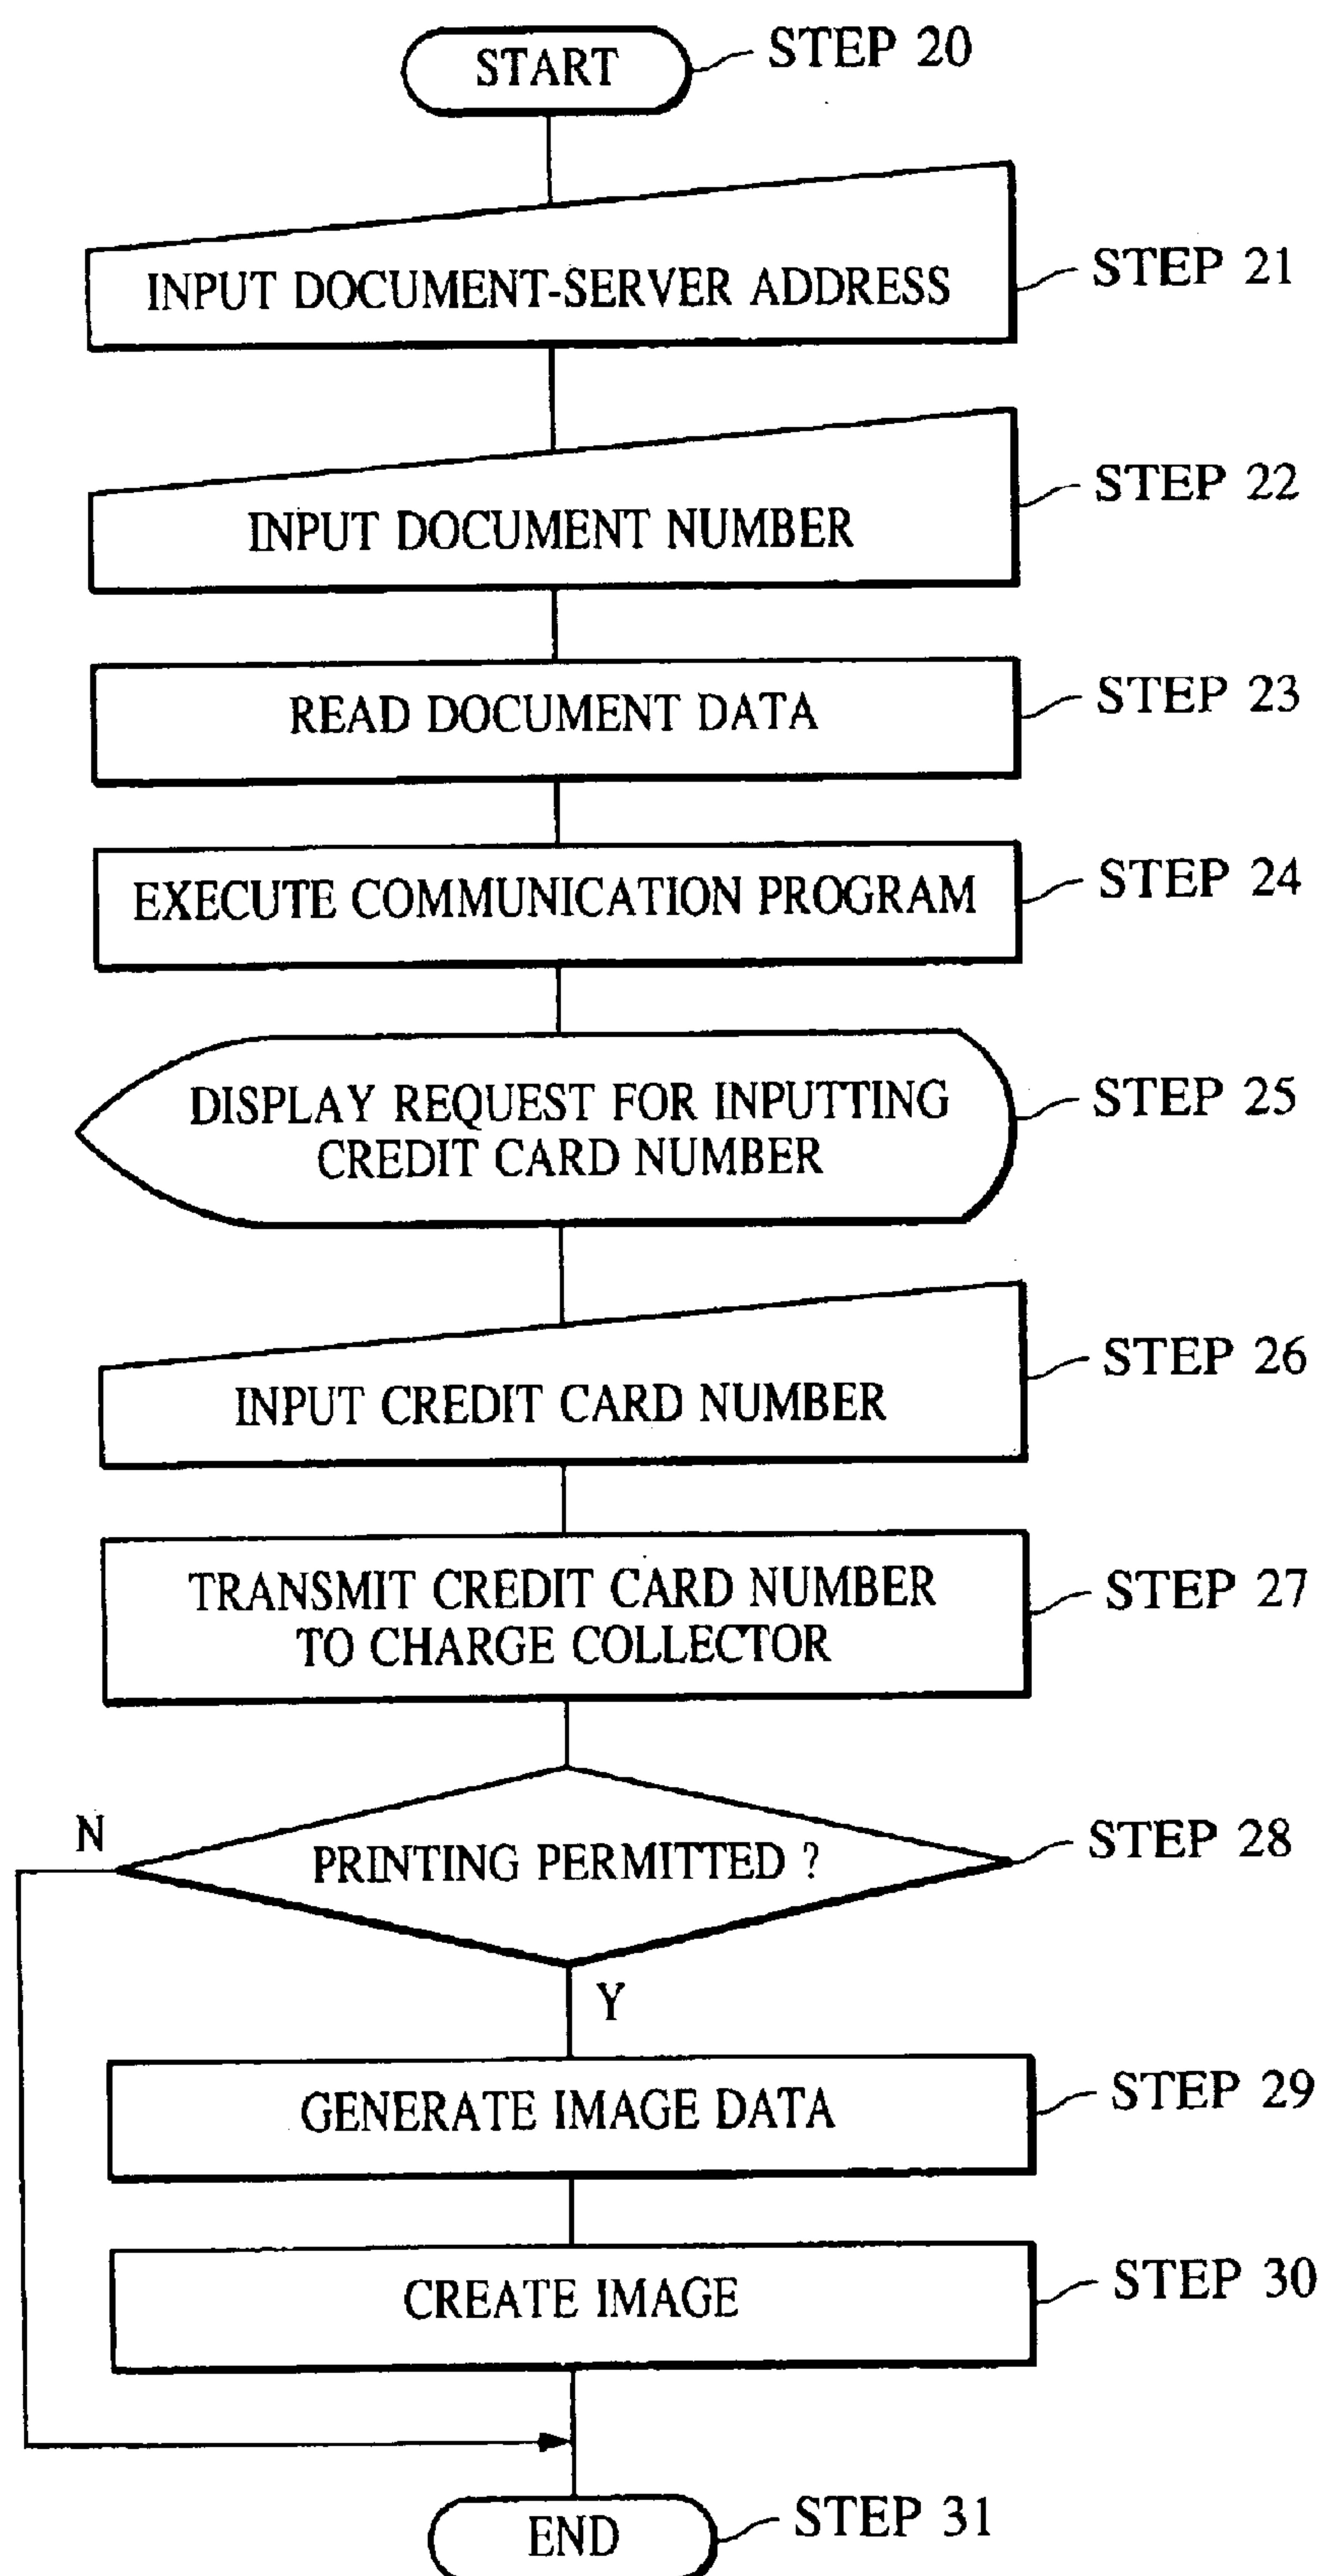 START
STEP 20
INPUT DOCUMENT-SERVER ADDRESS
STEP 21
INPUT DOCUMENT NUMBER
STEP 22
READ DOCUMENT DATA
STEP 23
EXECUTE COMMUNICATION PROGRAM
STEP 24
DISPLAY REQUEST FOR INPUTTING
CREDIT CARD NUMBER
STEP 25
INPUT CREDIT CARD NUMBER
STEP 26
TRANSMIT CREDIT CARD NUMBER
TO CHARGE COLLECTOR
STEP 27
N
PRINTING PERMITTED ?
STEP 28
Y
GENERATE IMAGE DATA
STEP 29
CREATE IMAGE
STEP 30
END
STEP 31